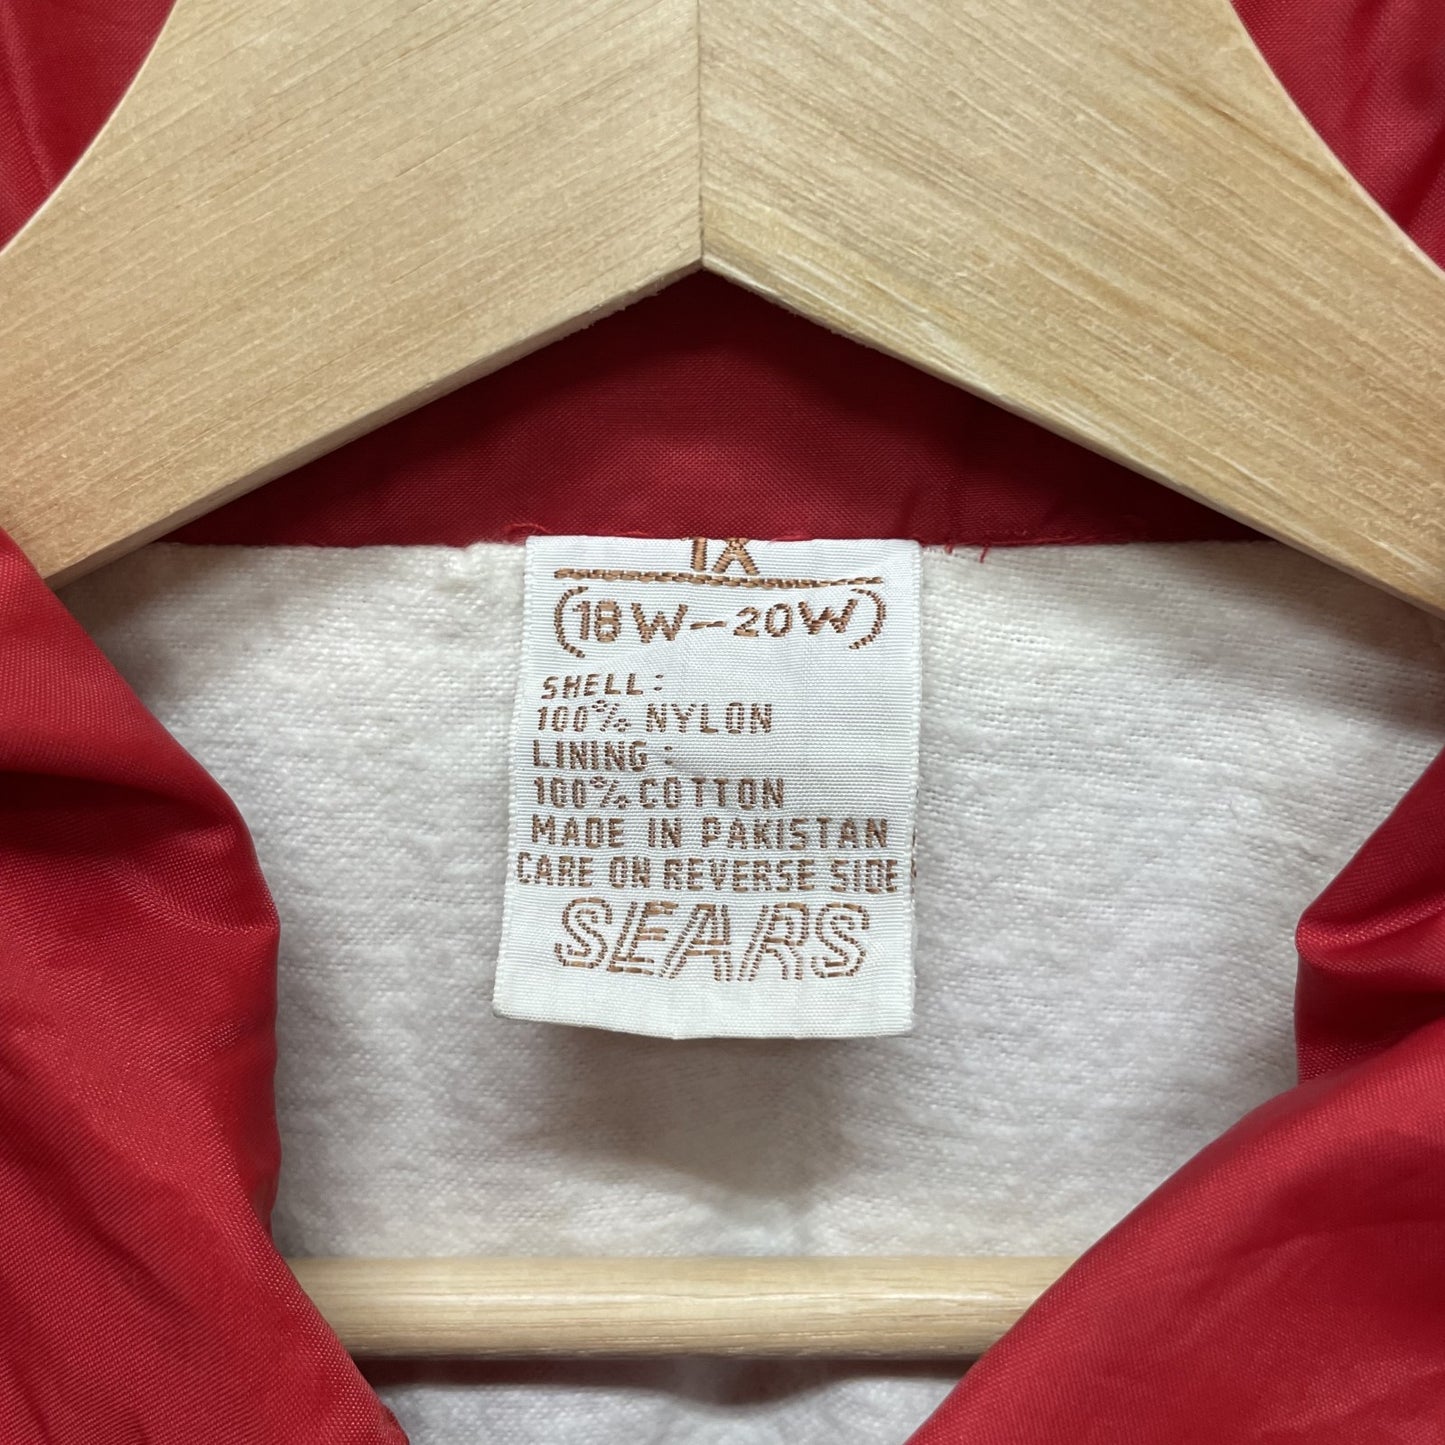 1X
(18W-20W)
SHELL:
100% NYLON
LINING:
100% COTTON
MADE IN PAKISTAN
CARE ON REVERSE SIDE
SEARS